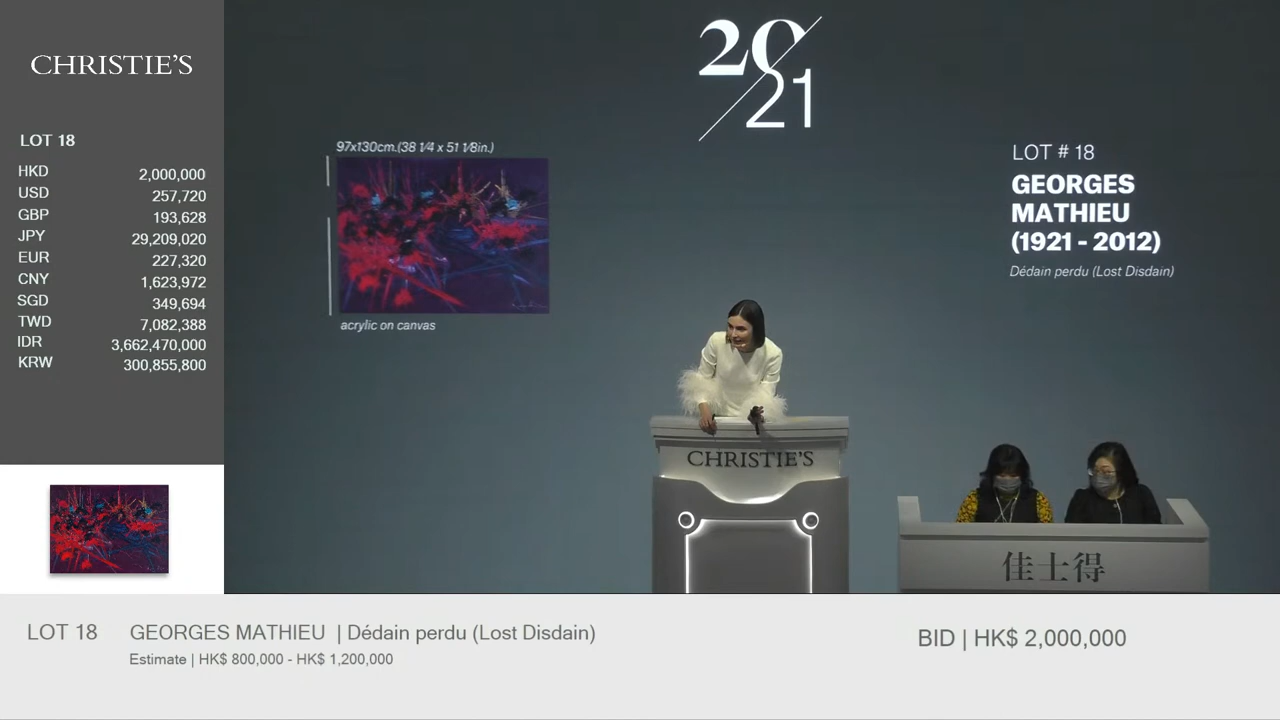 CHRISTIE'S
LOT 18
HKD 2,000,000
USD 257,720
GBP 193,628
JPY 29,209,020
EUR 227,320
CNY 1,623,972
SGD 349,694
TWD 7,082,388
IDR 3,662,470,000
KRW 300,855,800
20/21
97x130cm.(38 1/4 x 51 1/8in.)
acrylic on canvas
LOT # 18
GEORGES
MATHIEU
(1921 - 2012)
Dédain perdu (Lost Disdain)
CHRISTIE'S
佳士得
LOT 18 GEORGES MATHIEU | Dédain perdu (Lost Disdain)
Estimate | HK$ 800,000 - HK$ 1,200,000
BID | HK$ 2,000,000